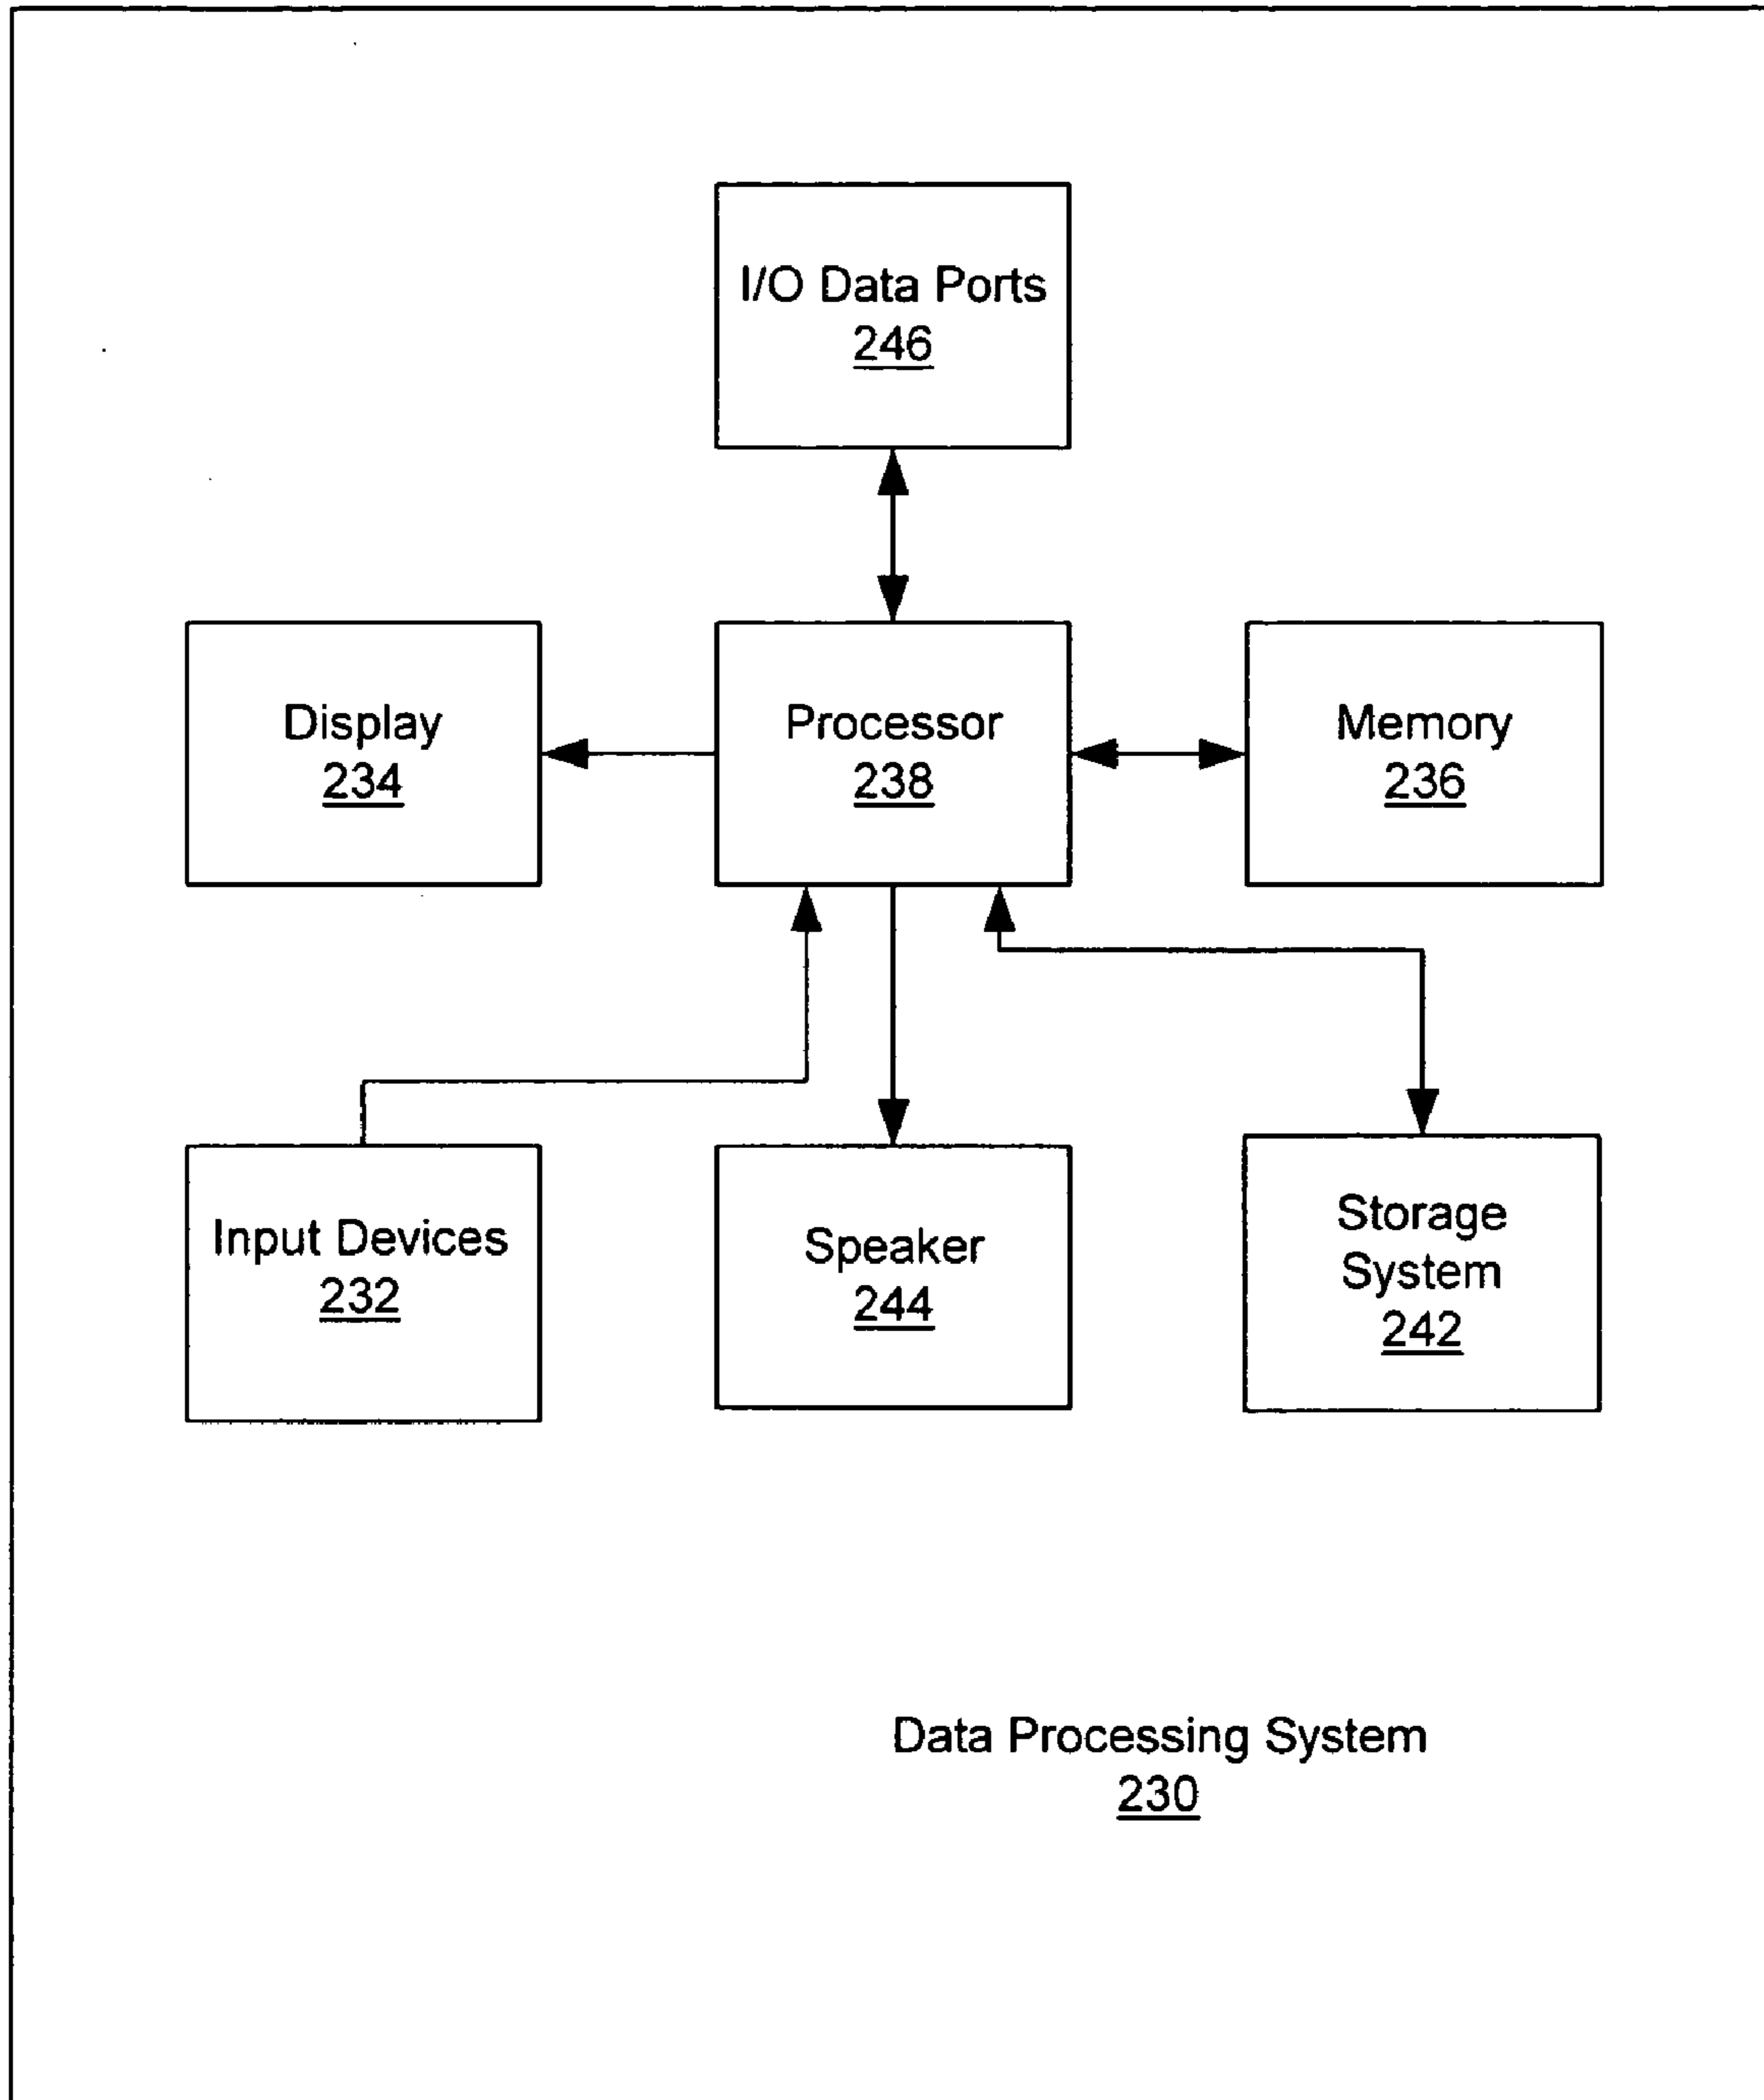 I/O Data Ports
246
Display
234
Processor
238
Memory
236
Input Devices
232
Speaker
244
Storage
System
242
Data Processing System
230